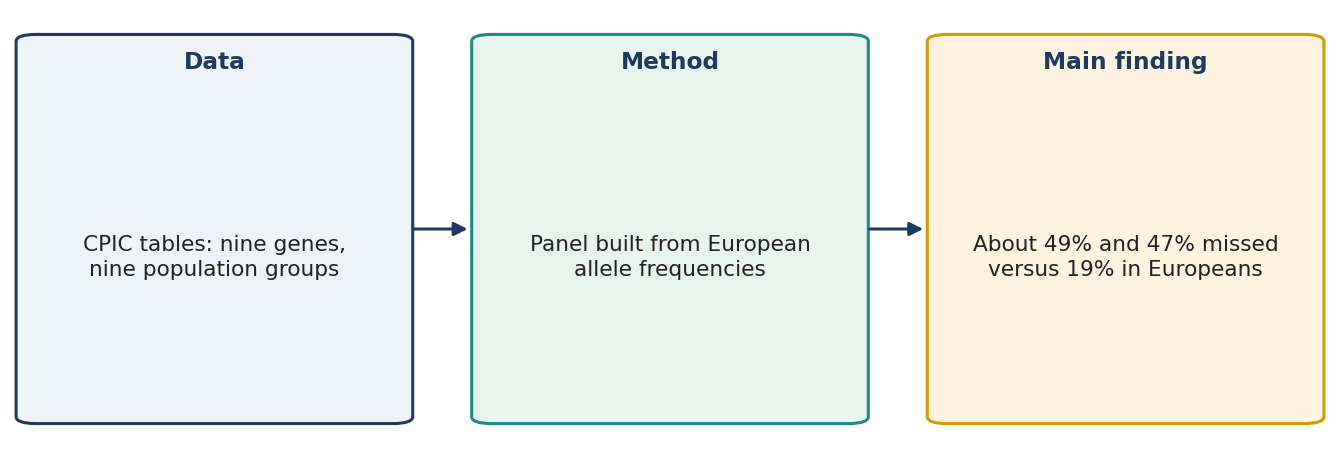 Data
CPIC tables: nine genes,
nine population groups
Method
Panel built from European
allele frequencies
Main finding
About 49% and 47% missed
versus 19% in Europeans